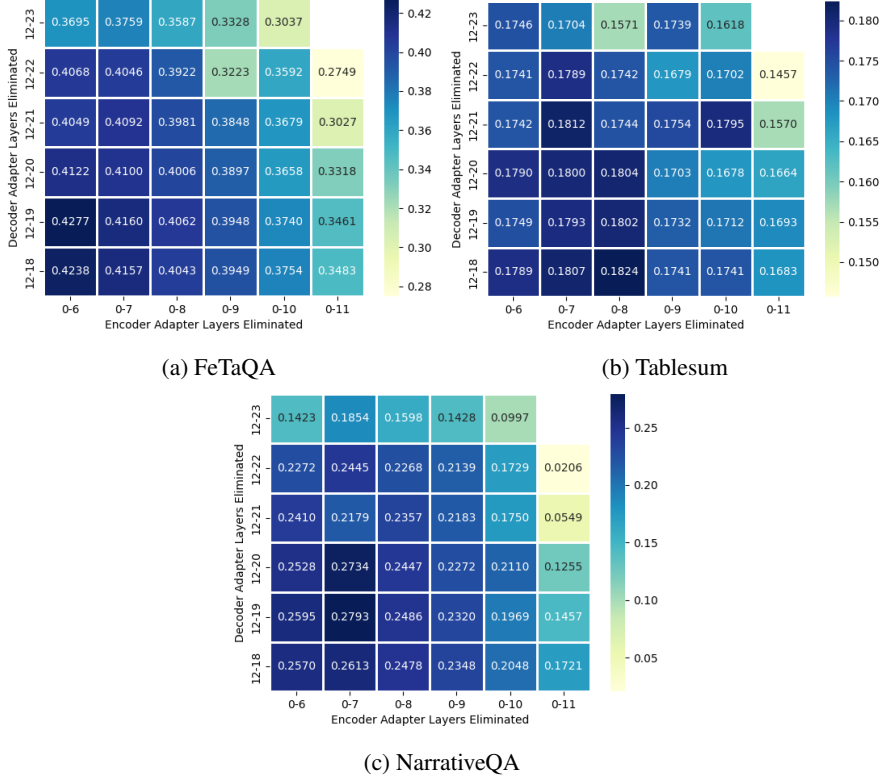 12-23 0.3695 0.3759 0.3587 0.3328 0.3037
12-22 0.4068 0.4046 0.3922 0.3223 0.3592 0.2749
12-21 0.4049 0.4092 0.3981 0.3848 0.3679 0.3027
12-20 0.4122 0.4100 0.4006 0.3897 0.3658 0.3318
12-19 0.4277 0.4160 0.4062 0.3948 0.3740 0.3461
12-18 0.4238 0.4157 0.4043 0.3949 0.3754 0.3483
0-6 0-7 0-8 0-9 0-10 0-11
Encoder Adapter Layers Eliminated
Decoder Adapter Layers Eliminated
0.42
0.40
0.38
0.36
0.34
0.32
0.30
0.28
(a) FeTaQA
12-23 0.1746 0.1704 0.1571 0.1739 0.1618
12-22 0.1741 0.1789 0.1742 0.1679 0.1702 0.1457
12-21 0.1742 0.1812 0.1744 0.1754 0.1795 0.1570
12-20 0.1790 0.1800 0.1804 0.1703 0.1678 0.1664
12-19 0.1749 0.1793 0.1802 0.1732 0.1712 0.1693
12-18 0.1789 0.1807 0.1824 0.1741 0.1741 0.1683
0-6 0-7 0-8 0-9 0-10 0-11
Encoder Adapter Layers Eliminated
Decoder Adapter Layers Eliminated
0.180
0.175
0.170
0.165
0.160
0.155
0.150
(b) Tablesum
12-23 0.1423 0.1854 0.1598 0.1428 0.0997
12-22 0.2272 0.2445 0.2268 0.2139 0.1729 0.0206
12-21 0.2410 0.2179 0.2357 0.2183 0.1750 0.0549
12-20 0.2528 0.2734 0.2447 0.2272 0.2110 0.1255
12-19 0.2595 0.2793 0.2486 0.2320 0.1969 0.1457
12-18 0.2570 0.2613 0.2478 0.2348 0.2048 0.1721
0-6 0-7 0-8 0-9 0-10 0-11
Encoder Adapter Layers Eliminated
Decoder Adapter Layers Eliminated
0.25
0.20
0.15
0.10
0.05
(c) NarrativeQA